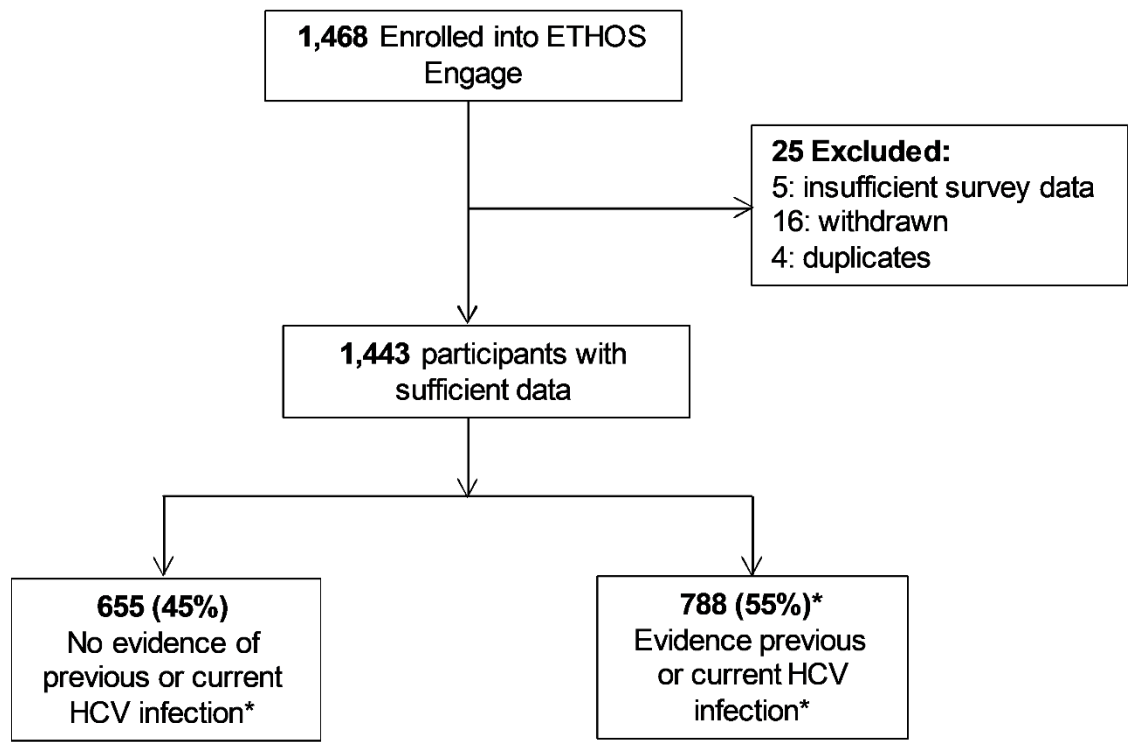 1,468 Enrolled into ETHOS
Engage
25 Excluded:
5: insufficient survey data
16: withdrawn
4: duplicates
1,443 participants with
sufficient data
655 (45%)
No evidence of
previous or current
HCV infection*
788 (55%)*
Evidence previous
or current HCV
infection*